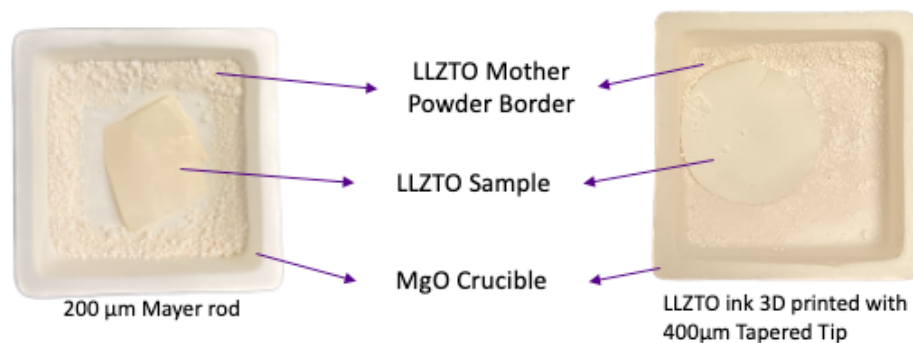 LLZTO Mother
Powder Border
LLZTO Sample
MgO Crucible
200 µm Mayer rod
LLZTO ink 3D printed with
400µm Tapered Tip